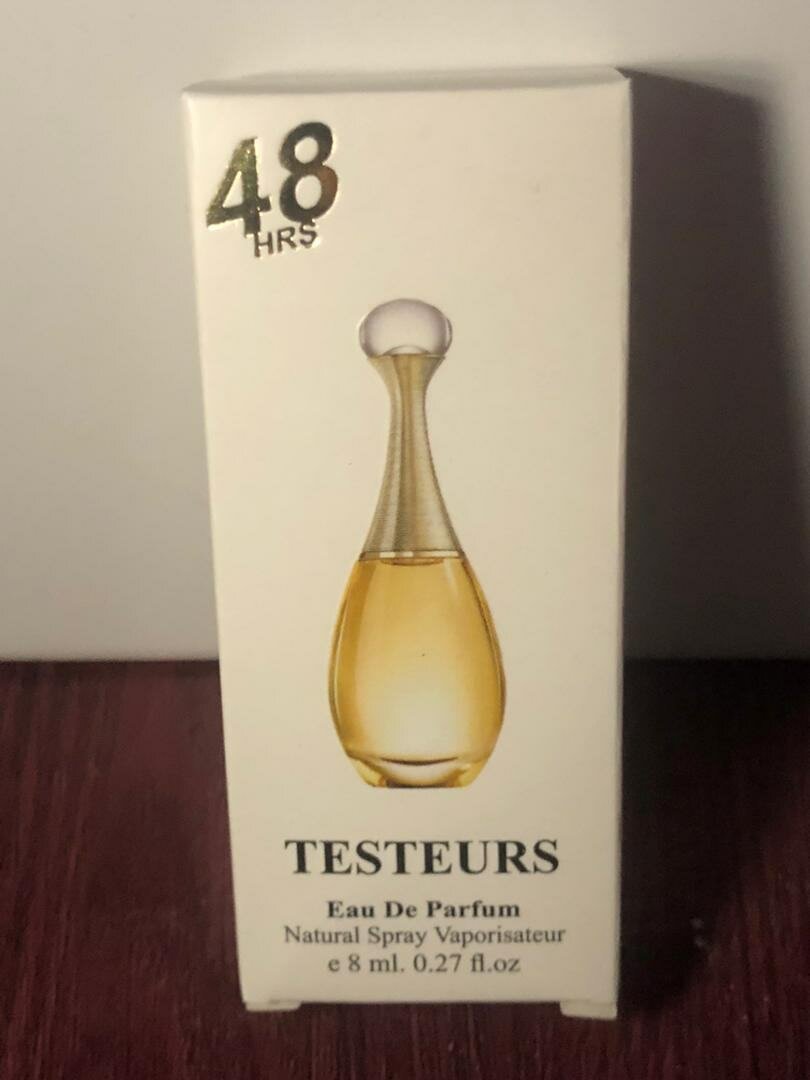 48
HRS
TESTEURS
Eau De Parfum
Natural Spray Vaporisateur
e 8 ml. 0.27 fl.oz